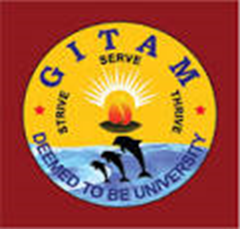 GITAM
STRIVE
SERVE
THRIVE
DEEMED TO BE UNIVERSITY